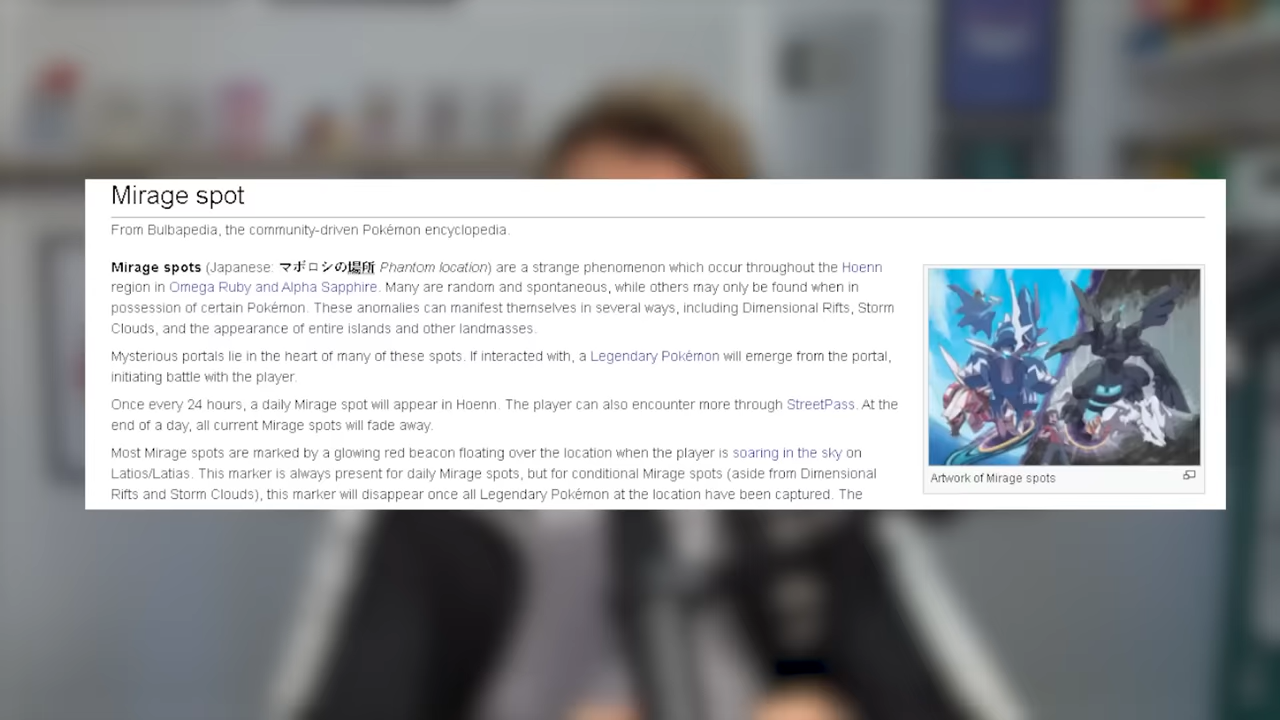 Mirage spot
From Bulbapedia, the community-driven Pokémon encyclopedia.
Mirage spots (Japanese: マボロシの場所 Phantom location) are a strange phenomenon which occur throughout the Hoenn
region in Omega Ruby and Alpha Sapphire. Many are random and spontaneous, while others may only be found when in
possession of certain Pokémon. These anomalies can manifest themselves in several ways, including Dimensional Rifts, Storm
Clouds, and the appearance of entire islands and other landmasses.
Mysterious portals lie in the heart of many of these spots. If interacted with, a Legendary Pokémon will emerge from the portal,
initiating battle with the player.
Once every 24 hours, a daily Mirage spot will appear in Hoenn. The player can also encounter more through StreetPass. At the
end of a day, all current Mirage spots will fade away.
Most Mirage spots are marked by a glowing red beacon floating over the location when the player is soaring in the sky on
Latios/Latias. This marker is always present for daily Mirage spots, but for conditional Mirage spots (aside from Dimensional
Rifts and Storm Clouds), this marker will disappear once all Legendary Pokémon at the location have been captured. The
Artwork of Mirage spots